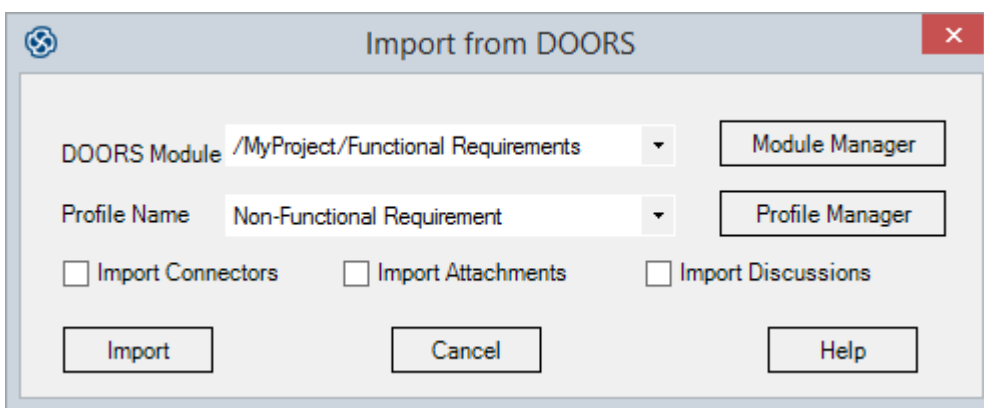 Import from DOORS
DOORS Module /MyProject/Functional Requirements Module Manager
Profile Name Non-Functional Requirement Profile Manager
Import Connectors Import Attachments Import Discussions
Import Cancel Help